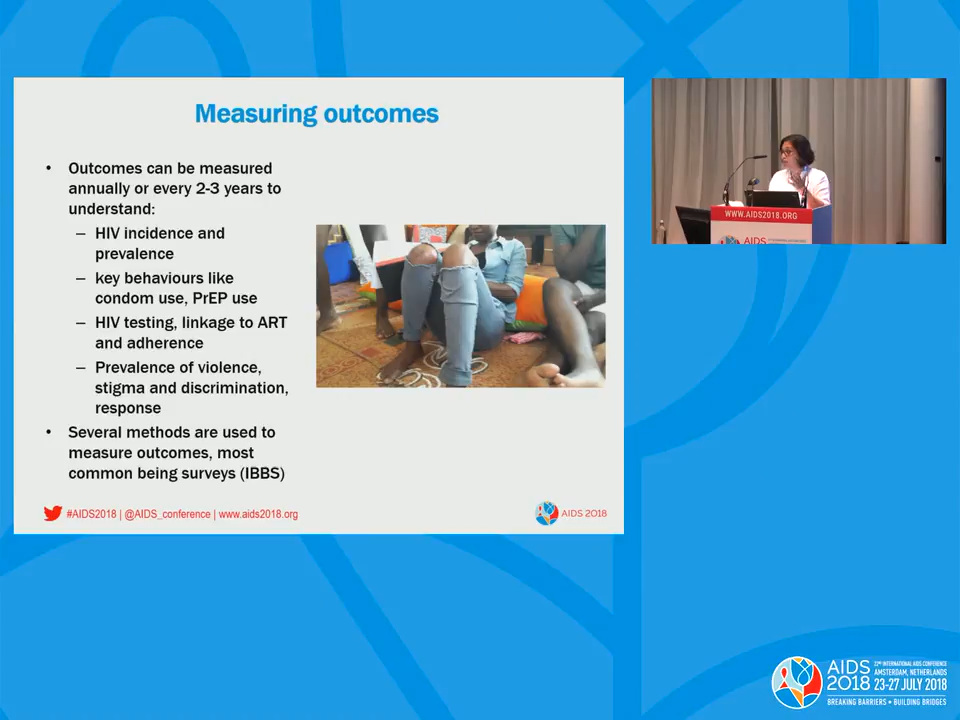 Measuring outcomes
• Outcomes can be measured
annually or every 2-3 years to
understand:
– HIV incidence and
prevalence
– key behaviours like
condom use, PrEP use
– HIV testing, linkage to ART
and adherence
– Prevalence of violence,
stigma and discrimination,
response
• Several methods are used to
measure outcomes, most
common being surveys (IBBS)
#AIDS2018 | @AIDS_conference | www.aids2018.org
AIDS 2018
WWW.AIDS2018.ORG
AIDS
AIDS
2018
22ND INTERNATIONAL AIDS CONFERENCE
AMSTERDAM, NETHERLANDS
23-27 JULY 2018
BREAKING BARRIERS • BUILDING BRIDGES